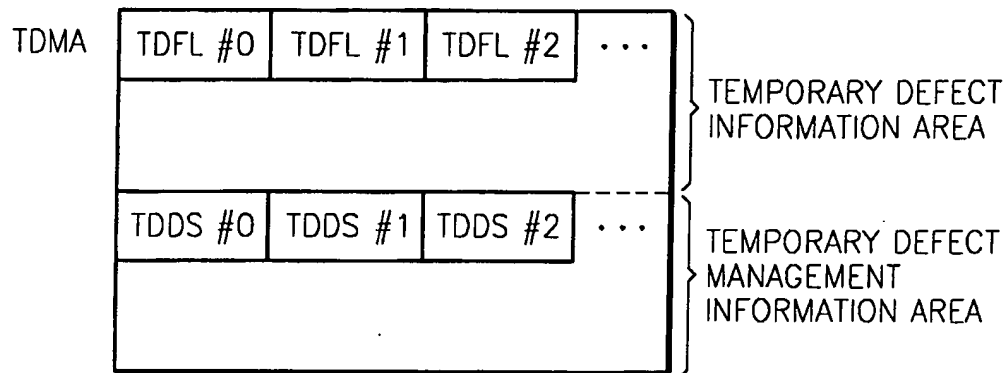 TDMA
TDFL #0 TDFL #1 TDFL #2 ...
TEMPORARY DEFECT
INFORMATION AREA
TDDS #0 TDDS #1 TDDS #2 ...
TEMPORARY DEFECT
MANAGEMENT
INFORMATION AREA